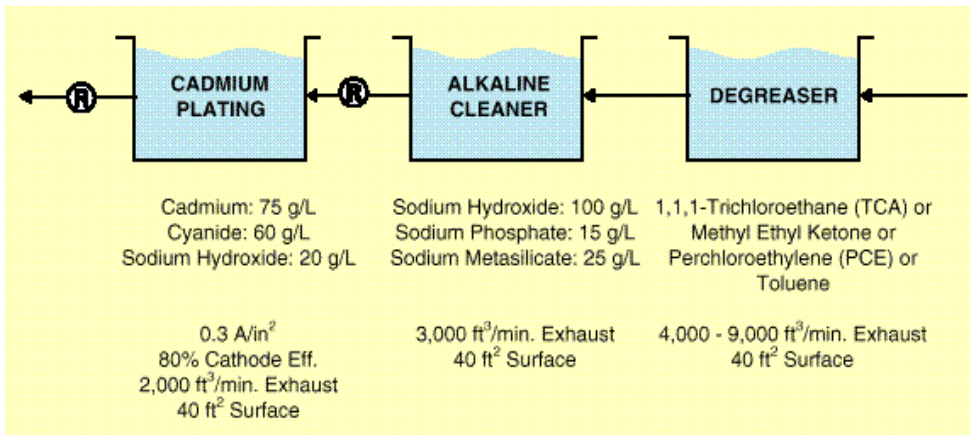 CADMIUM
PLATING
ALKALINE
CLEANER
DEGREASER
R
R
Cadmium: 75 g/L
Cyanide: 60 g/L
Sodium Hydroxide: 20 g/L
0.3 A/in²
80% Cathode Eff.
2,000 ft³/min. Exhaust
40 ft² Surface
Sodium Hydroxide: 100 g/L
Sodium Phosphate: 15 g/L
Sodium Metasilicate: 25 g/L
3,000 ft³/min. Exhaust
40 ft² Surface
1,1,1-Trichloroethane (TCA) or
Methyl Ethyl Ketone or
Perchloroethylene (PCE) or
Toluene
4,000 - 9,000 ft³/min. Exhaust
40 ft² Surface